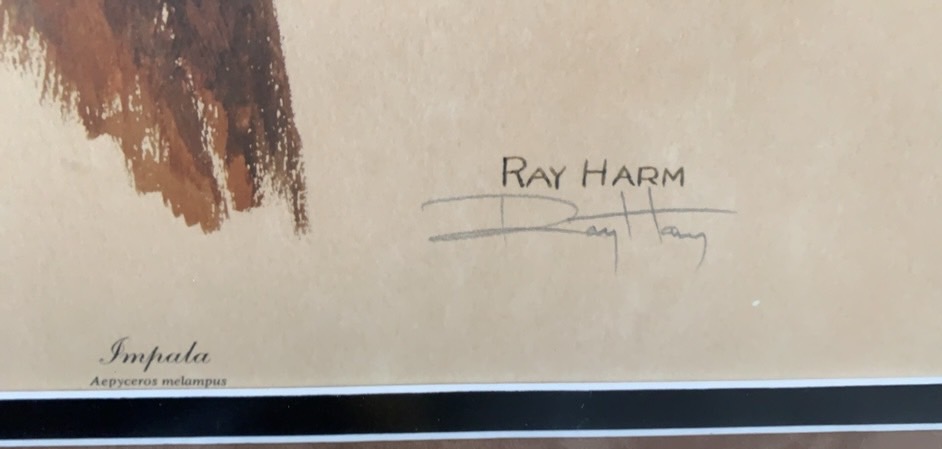 RAY HARM
Ray Harm
Impala
Aepyceros melampus